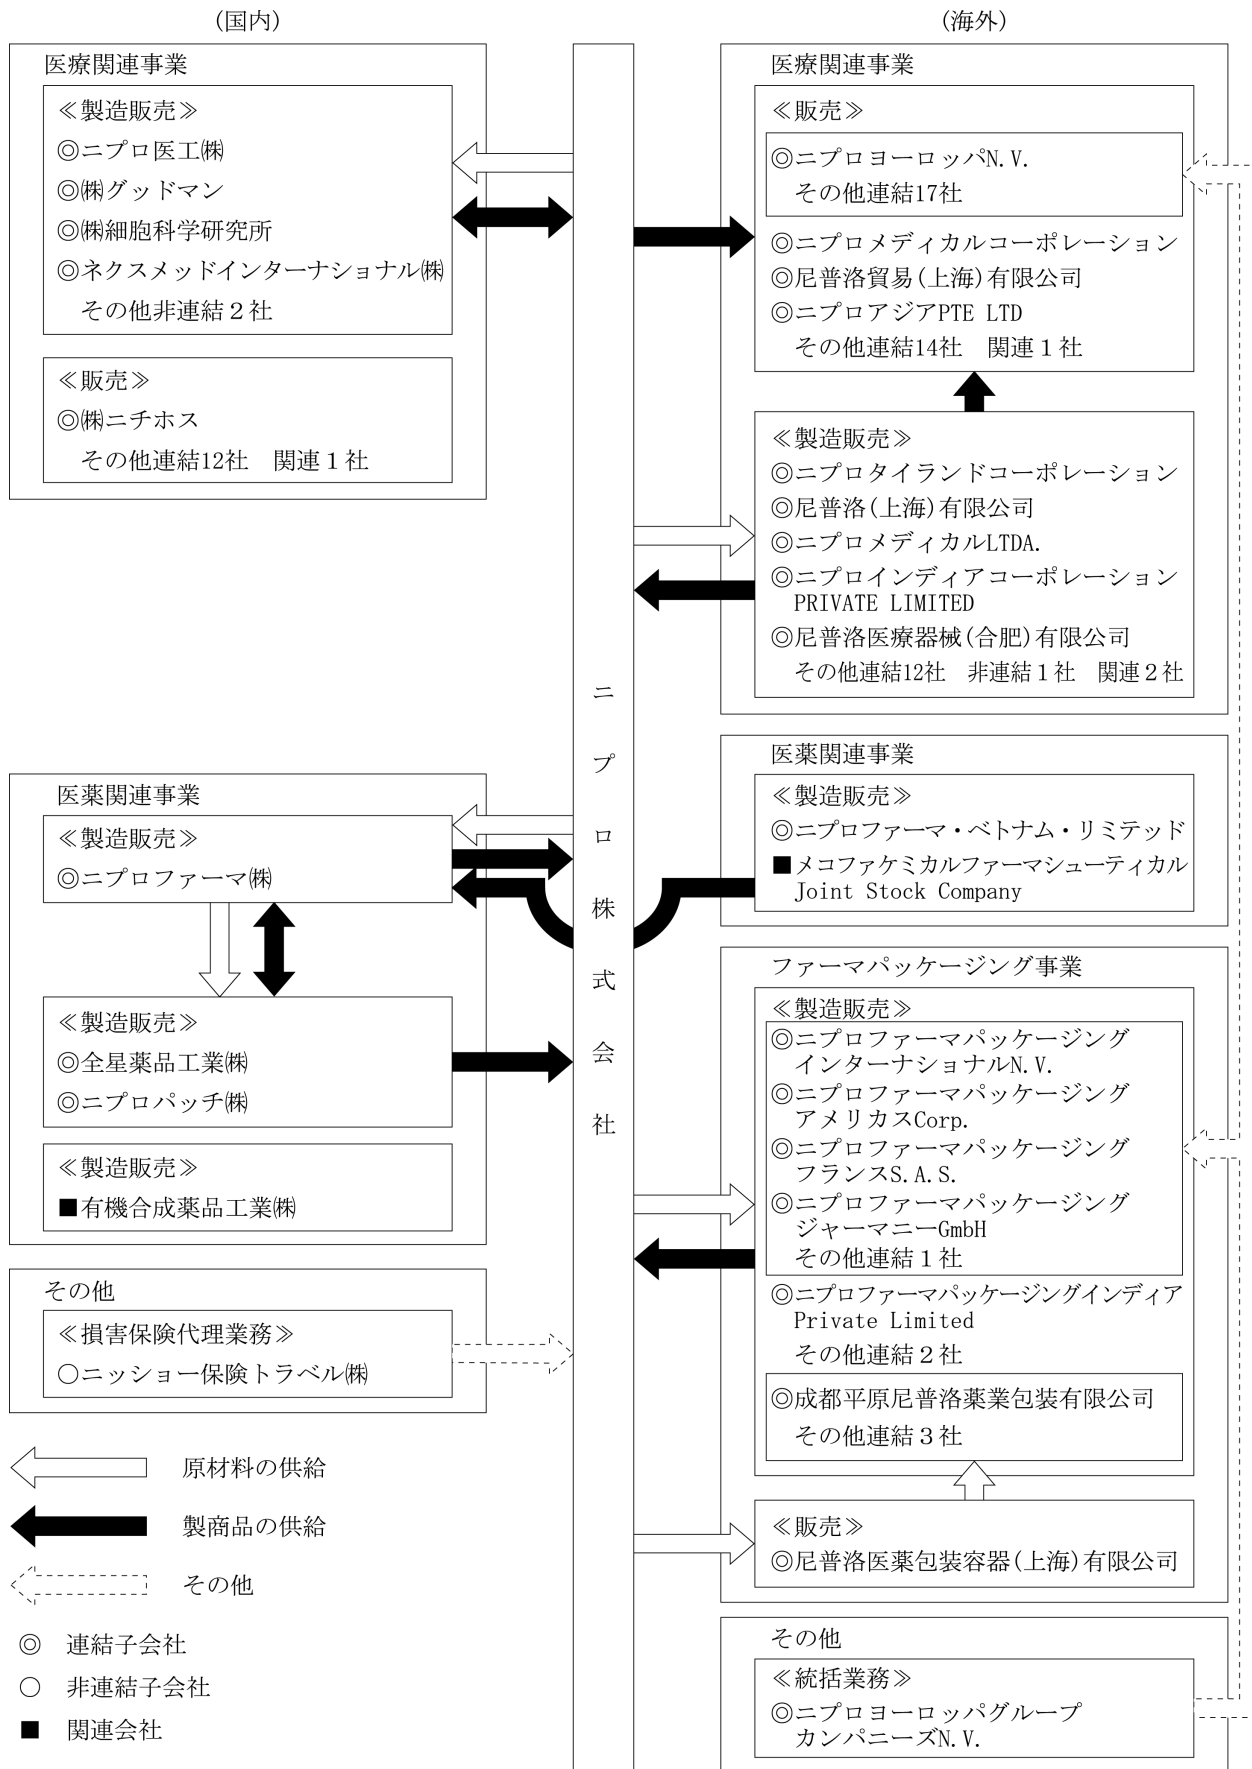 (国内)
医療関連事業
≪製造販売≫
◎ニプロ医工㈱
◎㈱グッドマン
◎㈱細胞科学研究所
◎ネクスメッドインターナショナル㈱
その他非連結２社
≪販売≫
◎㈱ニチホス
その他連結12社　関連１社
医薬関連事業
≪製造販売≫
◎ニプロファーマ㈱
≪製造販売≫
◎全星薬品工業㈱
◎ニプロパッチ㈱
≪製造販売≫
■有機合成薬品工業㈱
その他
≪損害保険代理業務≫
○ニッショー保険トラベル㈱
原材料の供給
製商品の供給
その他
◎　連結子会社
○　非連結子会社
■　関連会社
ニプロ株式会社
(海外)
医療関連事業
≪販売≫
◎ニプロヨーロッパN.V.
その他連結17社
◎ニプロメディカルコーポレーション
◎尼普洛貿易(上海)有限公司
◎ニプロアジアPTE LTD
その他連結14社　関連１社
≪製造販売≫
◎ニプロタイランドコーポレーション
◎尼普洛(上海)有限公司
◎ニプロメディカルLTDA.
◎ニプロインディアコーポレーション
PRIVATE LIMITED
◎尼普洛医療器械(合肥)有限公司
その他連結12社　非連結１社　関連２社
医薬関連事業
≪製造販売≫
◎ニプロファーマ・ベトナム・リミテッド
■メコファケミカルファーマシューティカル
Joint Stock Company
ファーマパッケージング事業
≪製造販売≫
◎ニプロファーマパッケージング
インターナショナルN.V.
◎ニプロファーマパッケージング
アメリカスCorp.
◎ニプロファーマパッケージング
フランスS.A.S.
◎ニプロファーマパッケージング
ジャーマニーGmbH
その他連結１社
◎ニプロファーマパッケージングインディア
Private Limited
その他連結２社
◎成都平原尼普洛薬業包装有限公司
その他連結３社
≪販売≫
◎尼普洛医薬包装容器(上海)有限公司
その他
≪統括業務≫
◎ニプロヨーロッパグループ
カンパニーズN.V.